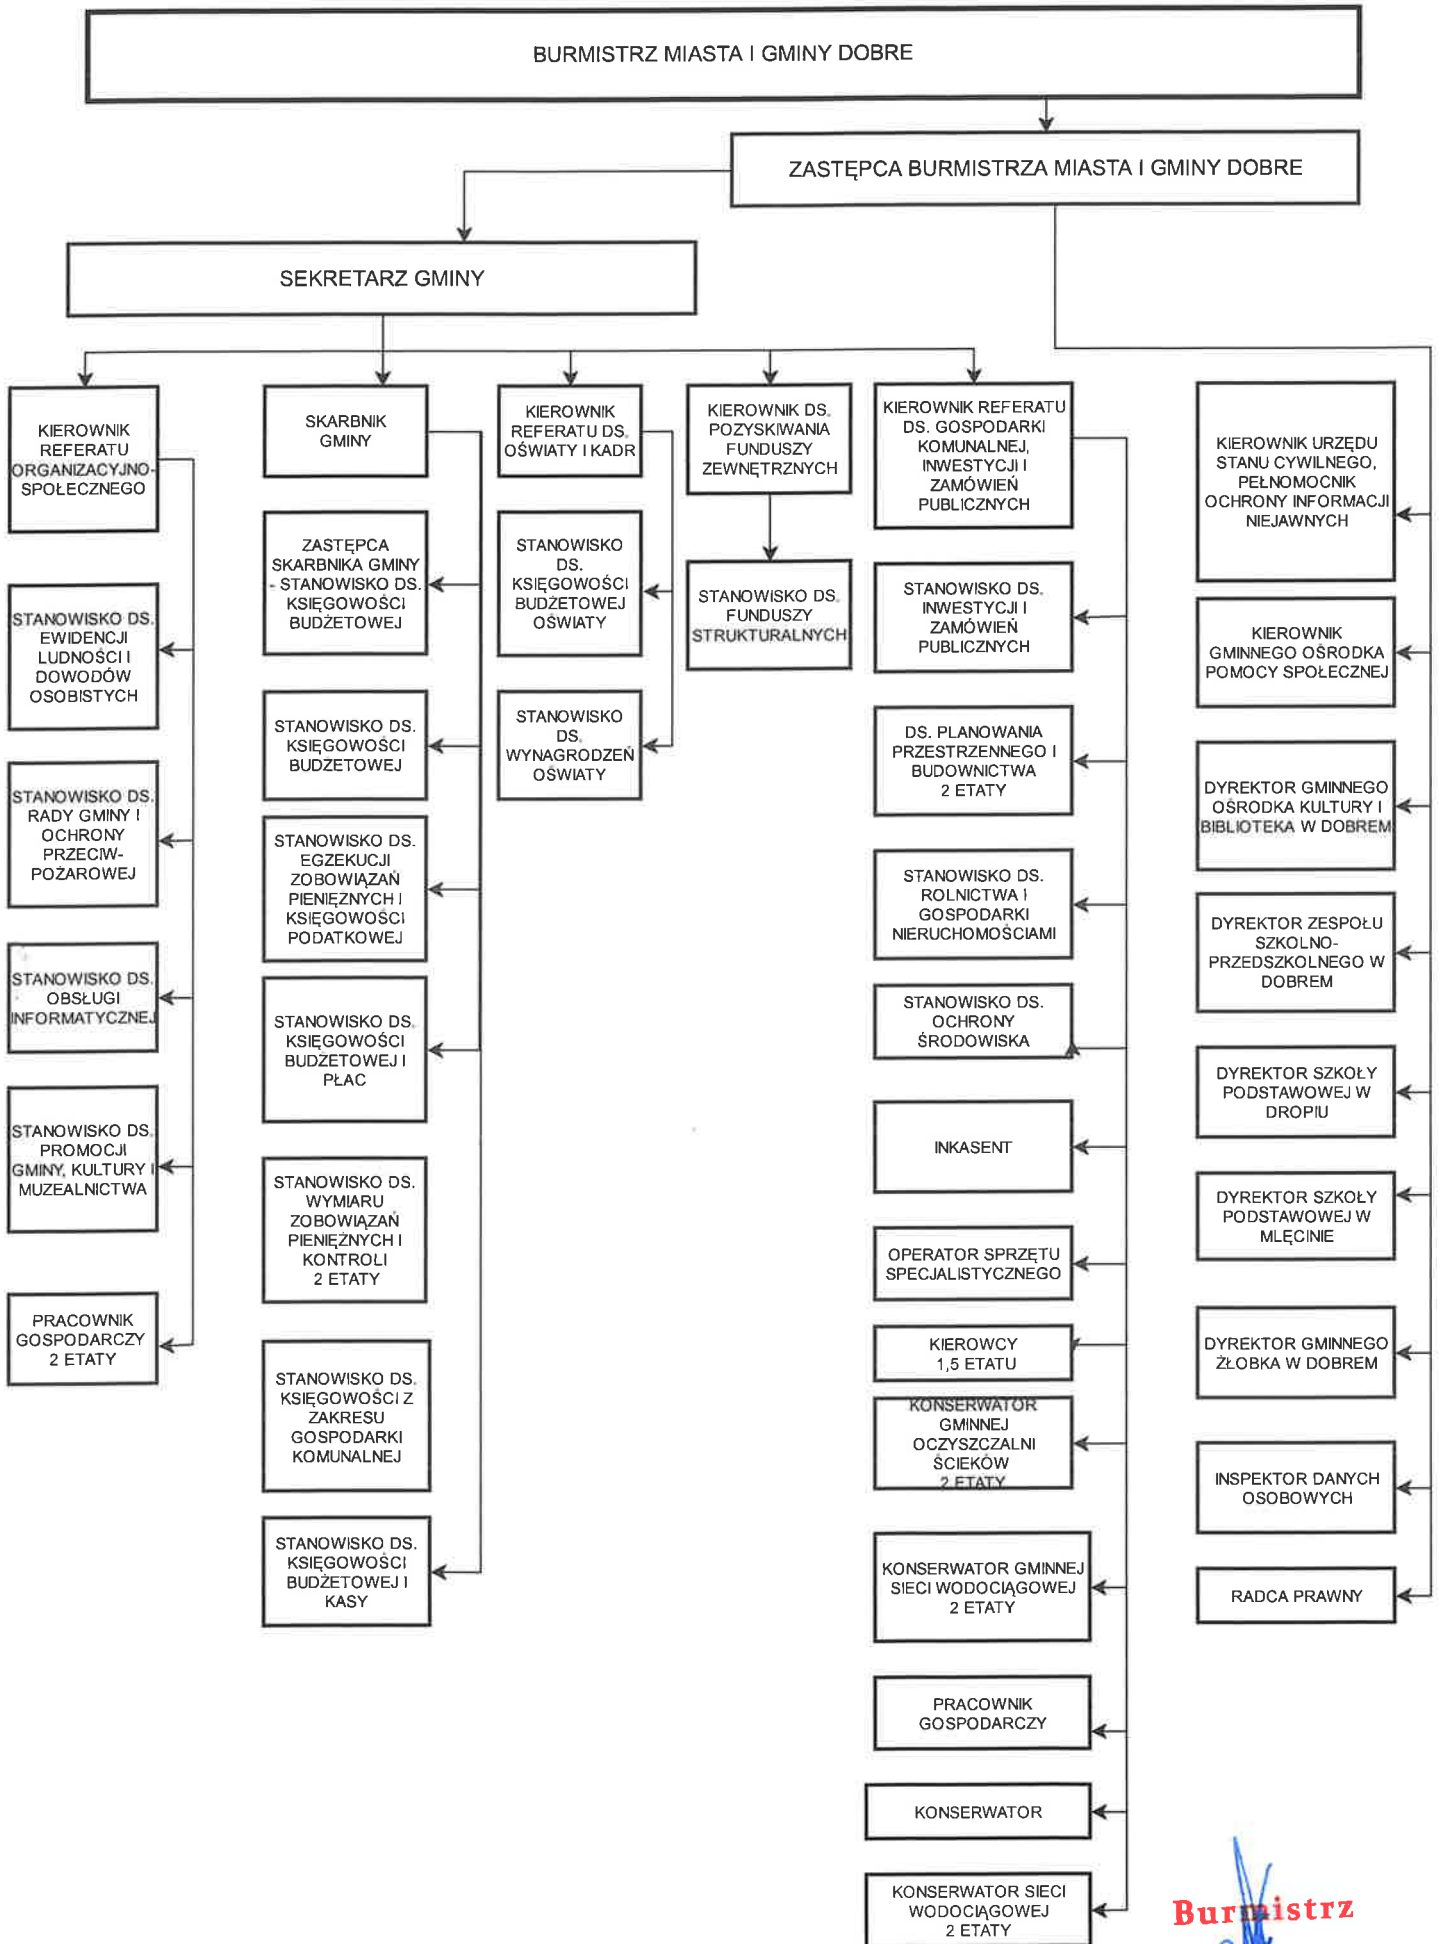 BURMISTRZ MIASTA I GMINY DOBRE
ZASTĘPCA BURMISTRZA MIASTA I GMINY DOBRE
SEKRETARZ GMINY
KIEROWNIK
REFERATU
ORGANIZACYJNO-
SPOŁECZNEGO
STANOWISKO DS.
EWIDENCJI
LUDNOŚCI I
DOWODÓW
OSOBISTYCH
STANOWISKO DS.
RADY GMINY I
OCHRONY
PRZECIW-
POŻAROWEJ
STANOWISKO DS.
OBSŁUGI
INFORMATYCZNEJ
STANOWISKO DS.
PROMOCJI
GMINY, KULTURY I
MUZEALNICTWA
PRACOWNIK
GOSPODARCZY
2 ETATY
SKARBNIK
GMINY
ZASTĘPCA
SKARBNIKA GMINY
- STANOWISKO DS.
KSIĘGOWOŚCI
BUDŻETOWEJ
STANOWISKO DS.
KSIĘGOWOŚCI
BUDŻETOWEJ
STANOWISKO DS.
EGZEKUCJI
ZOBOWIĄZAŃ
PIENIĘŻNYCH I
KSIĘGOWOŚCI
PODATKOWEJ
STANOWISKO DS.
KSIĘGOWOŚCI
BUDŻETOWEJ I
PŁAC
STANOWISKO DS.
WYMIARU
ZOBOWIĄZAŃ
PIENIĘŻNYCH I
KONTROLI
2 ETATY
STANOWISKO DS.
KSIĘGOWOŚCI Z
ZAKRESU
GOSPODARKI
KOMUNALNEJ
STANOWISKO DS.
KSIĘGOWOŚCI
BUDŻETOWEJ I
KASY
KIEROWNIK
REFERATU DS.
OŚWIATY I KADR
STANOWISKO
DS.
KSIĘGOWOŚCI
BUDŻETOWEJ
OŚWIATY
STANOWISKO
DS.
WYNAGRODZEŃ
OŚWIATY
KIEROWNIK DS.
POZYSKIWANIA
FUNDUSZY
ZEWNĘTRZNYCH
STANOWISKO DS.
FUNDUSZY
STRUKTURALNYCH
KIEROWNIK REFERATU
DS. GOSPODARKI
KOMUNALNEJ,
INWESTYCJI I
ZAMÓWIEŃ
PUBLICZNYCH
STANOWISKO DS.
INWESTYCJI I
ZAMÓWIEŃ
PUBLICZNYCH
DS. PLANOWANIA
PRZESTRZENNEGO I
BUDOWNICTWA
2 ETATY
STANOWISKO DS.
ROLNICTWA I
GOSPODARKI
NIERUCHOMOŚCIAMI
STANOWISKO DS.
OCHRONY
ŚRODOWISKA
INKASENT
OPERATOR SPRZĘTU
SPECJALISTYCZNEGO
KIEROWCY
1,5 ETATU
KONSERWATOR
GMINNEJ
OCZYSZCZALNI
ŚCIEKÓW
2 ETATY
KONSERWATOR GMINNEJ
SIECI WODOCIĄGOWEJ
2 ETATY
PRACOWNIK
GOSPODARCZY
KONSERWATOR
KONSERWATOR SIECI
WODOCIĄGOWEJ
2 ETATY
KIEROWNIK URZĘDU
STANU CYWILNEGO,
PEŁNOMOCNIK
OCHRONY INFORMACJI
NIEJAWNYCH
KIEROWNIK
GMINNEGO OŚRODKA
POMOCY SPOŁECZNEJ
DYREKTOR GMINNEGO
OŚRODKA KULTURY I
BIBLIOTEKA W DOBREM
DYREKTOR ZESPOŁU
SZKOLNO-
PRZEDSZKOLNEGO W
DOBREM
DYREKTOR SZKOŁY
PODSTAWOWEJ W
DROPIU
DYREKTOR SZKOŁY
PODSTAWOWEJ W
MLĘCINIE
DYREKTOR GMINNEGO
ŻŁOBKA W DOBREM
INSPEKTOR DANYCH
OSOBOWYCH
RADCA PRAWNY
Burmistrz